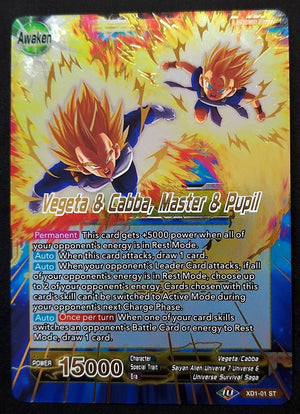 Awaken
Vegeta & Cabba, Master & Pupil
Permanent This card gets +5000 power when all of
your opponent's energy is in Rest Mode.
Auto When this card attacks, draw 1 card.
Auto When your opponent's Leader Card attacks, if all
of your opponent's energy is in Rest Mode, choose up
to 2 of your opponent's energy. Cards chosen with this
card's skill can't be switched to Active Mode during
your opponent's next Charge Phase.
Auto Once per turn When one of your card skills
switches an opponent's Battle Card or energy to Rest
Mode, draw 1 card.
POWER 15000
Character Vegeta: Cabba
Special Trait Saiyan Universe 7 Universe 6
Era Universe Survival Saga
XD1-01 ST